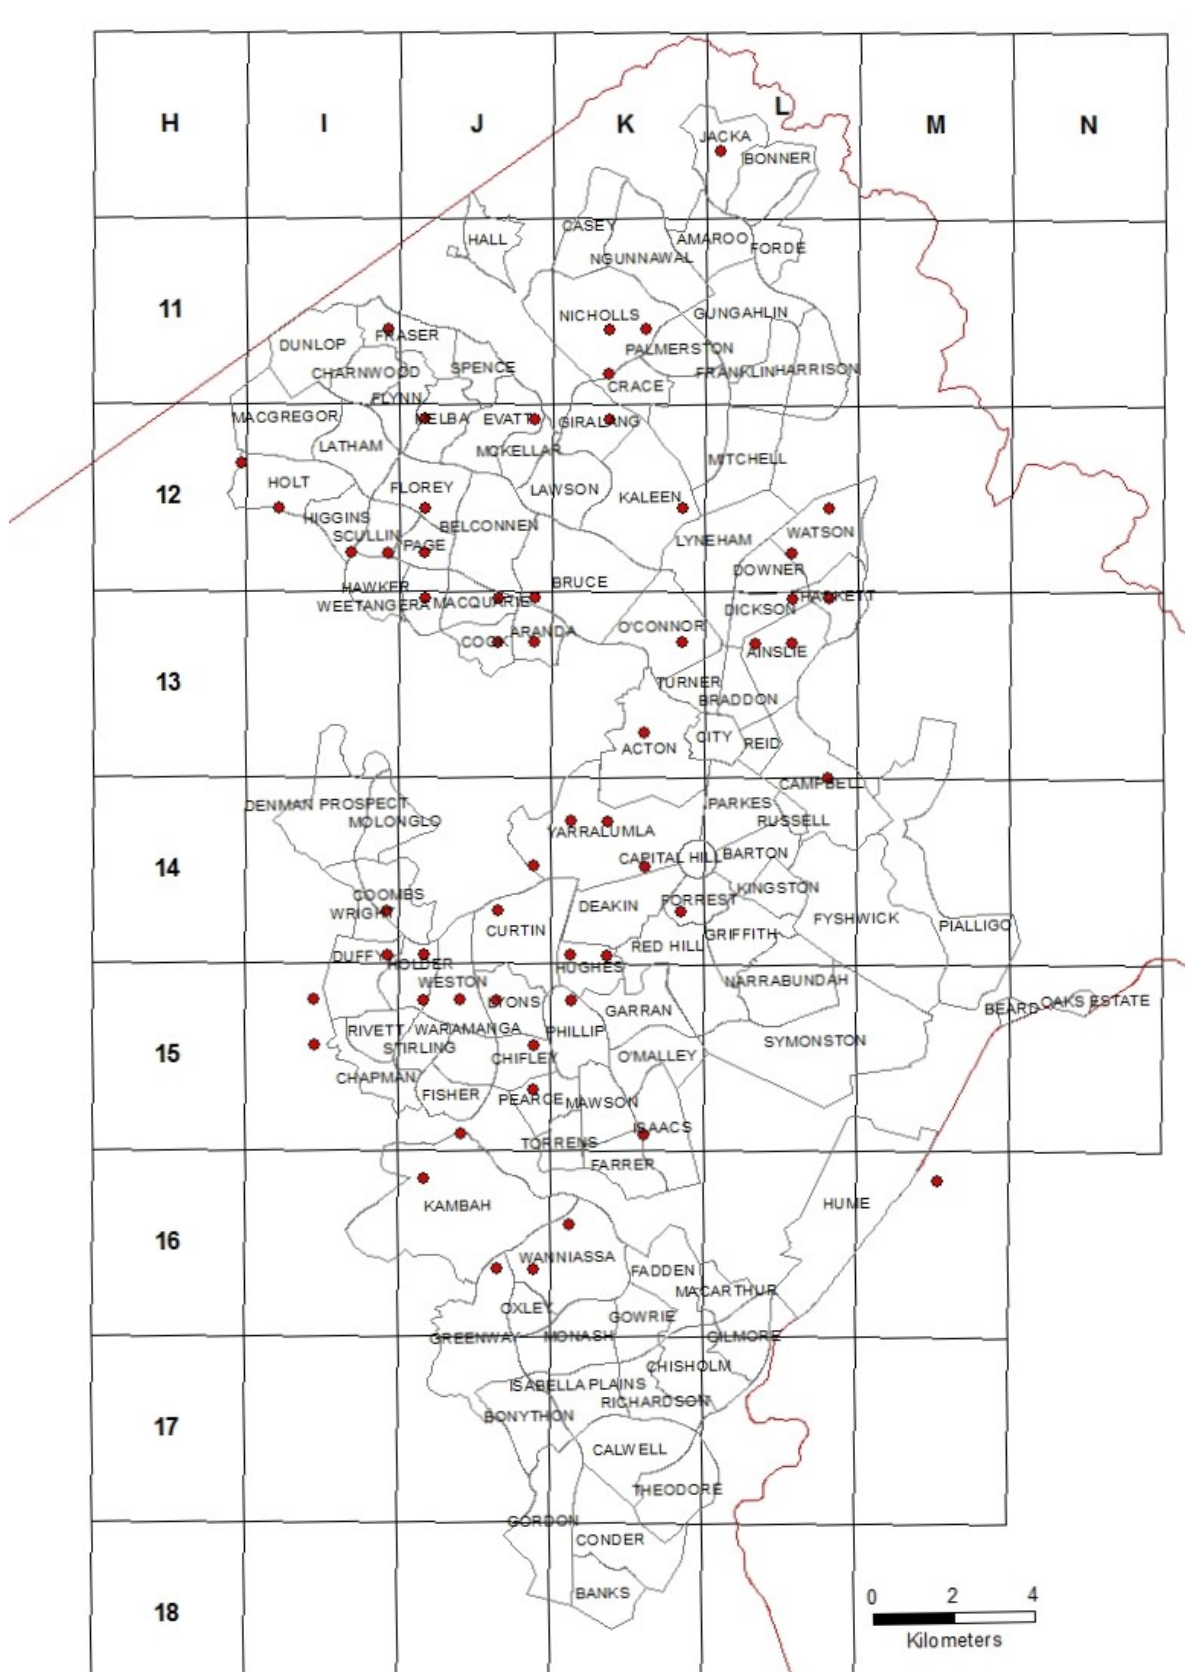 H I J K L M N
JACKA
BONNER
CASEY
HALL
AMAROO
FORDE
NGUNNAWAL
11
NICHOLLS
GUNGAHLIN
FRASER
DUNLOP
PALMERSTON
CHARNWOOD
SPENCE
FRANKLIN
HARRISON
CRACE
FLYNN
MACGREGOR
MELBA
EVATT
GIRALANG
LATHAM
MCKELLAR
MITCHELL
12
HOLT
FLOREY
LAWSON
KALEEN
HIGGINS
BELCONNEN
SCULLIN
PAGE
LYNEHAM
WATSON
DOWNER
HAWKER
BRUCE
WEETANGERA
MACQUARIE
DICKSON
HACKETT
COOK
ARANDA
O'CONNOR
AINSLIE
13
TURNER
BRADDON
ACTON
CITY
REID
CAMPBELL
DENMAN PROSPECT
MOLONGLO
PARKES
RUSSELL
YARRALUMLA
14
CAPITAL HILL
BARTON
KINGSTON
COOMBS
WRIGHT
DEAKIN
FORREST
FYSHWICK
PIALLIGO
CURTIN
GRIFFITH
RED HILL
DUFFY
HOLDER
HUGHES
WESTON
NARRABUNDAH
LYONS
GARRAN
BEARD
OAKS ESTATE
RIVETT
WARAMANGA
PHILLIP
STIRLING
SYMONSTON
15
CHIFLEY
O'MALLEY
CHAPMAN
FISHER
PEARCE
MAWSON
ISAACS
TORRENS
FARRER
KAMBAH
HUME
16
WANNIASSA
FADDEN
MACARTHUR
OXLEY
GOWRIE
GREENWAY
MONASH
GILMORE
CHISHOLM
ISABELLA PLAINS
RICHARDSON
BONYTHON
17
CALWELL
THEODORE
GORDON
CONDER
BANKS
18
0 2 4
Kilometers